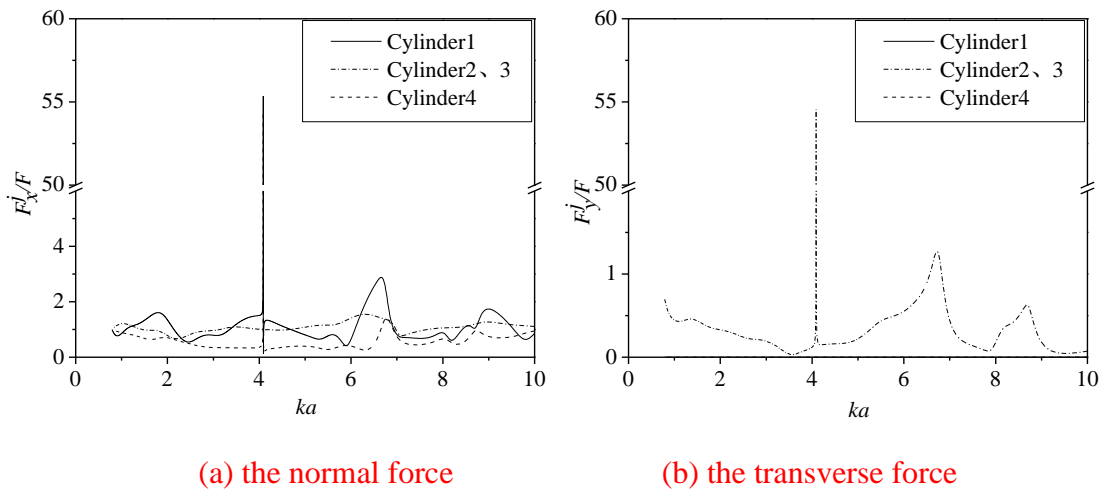 60
55
50
4
2
0
F_x^j/F
Cylinder1
Cylinder2、3
Cylinder4
0 2 4 6 8 10
ka
(a) the normal force
60
55
50
1
0
F_y^j/F
Cylinder1
Cylinder2、3
Cylinder4
0 2 4 6 8 10
ka
(b) the transverse force